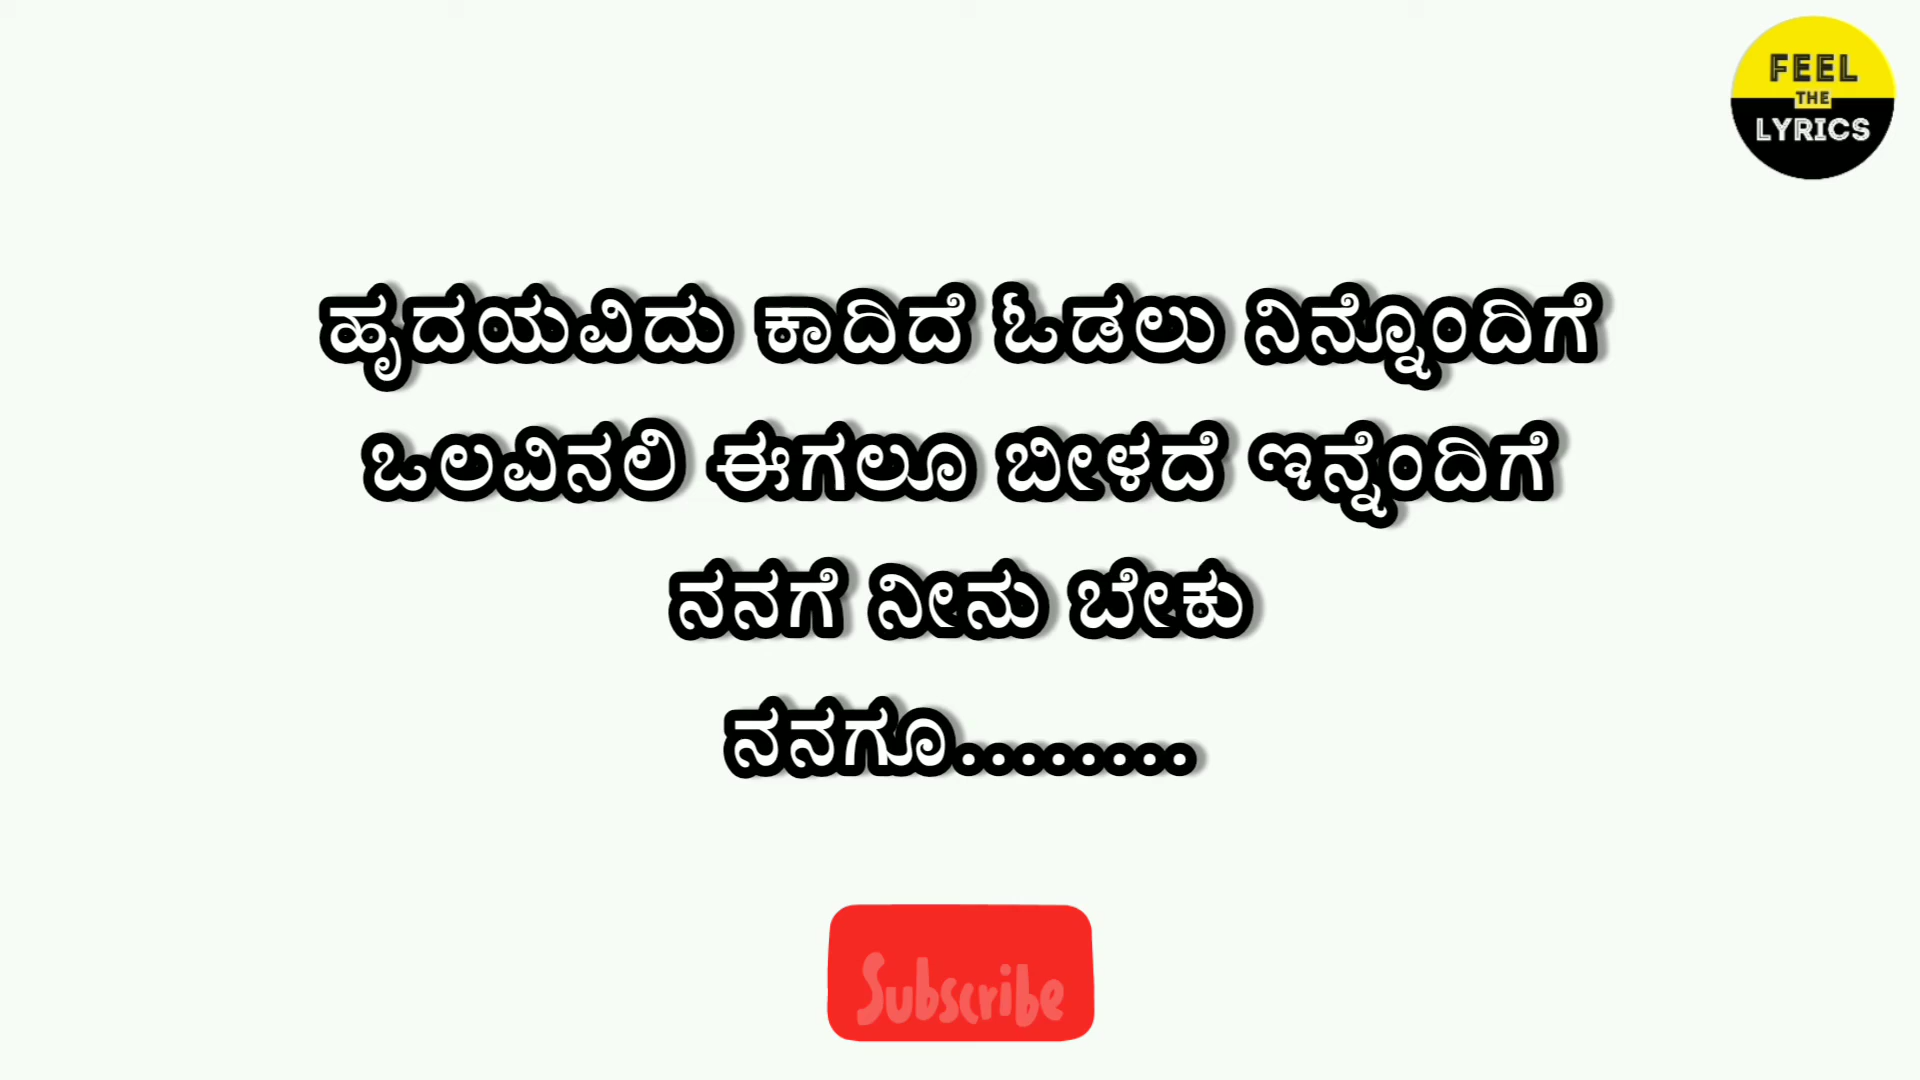 FEEL
THE
LYRICS
ಹೃದಯವಿದು ಕಾದಿದೆ ಓಡಲು ನಿನ್ನೊಂದಿಗೆ
ಒಲವಿನಲಿ ಈಗಲೂ ಬೀಳದೆ ಇನ್ನೆಂದಿಗೆ
ನನಗೆ ನೀನು ಬೇಕು
ನನಗೂ........
Subscribe